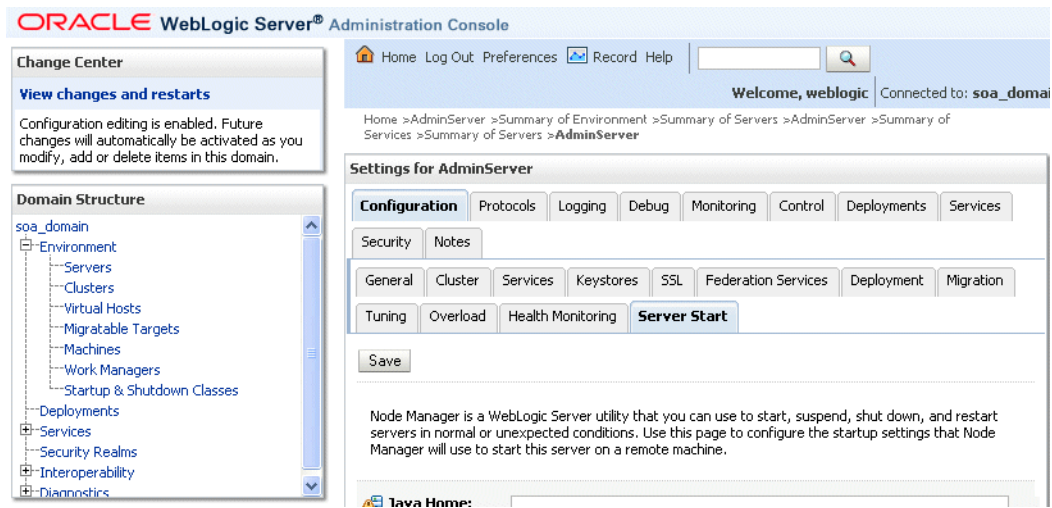 ORACLE WebLogic Server® Administration Console
Change Center
View changes and restarts
Configuration editing is enabled. Future
changes will automatically be activated as you
modify, add or delete items in this domain.
Domain Structure
soa_domain
Environment
Servers
Clusters
Virtual Hosts
Migratable Targets
Machines
Work Managers
Startup & Shutdown Classes
Deployments
Services
Security Realms
Interoperability
Diagnostics
Home Log Out Preferences Record Help
Welcome, weblogic Connected to: soa_domai
Home >AdminServer >Summary of Environment >Summary of Servers >AdminServer >Summary of
Services >Summary of Servers >AdminServer
Settings for AdminServer
Configuration Protocols Logging Debug Monitoring Control Deployments Services
Security Notes
General Cluster Services Keystores SSL Federation Services Deployment Migration
Tuning Overload Health Monitoring Server Start
Save
Node Manager is a WebLogic Server utility that you can use to start, suspend, shut down, and restart
servers in normal or unexpected conditions. Use this page to configure the startup settings that Node
Manager will use to start this server on a remote machine.
Java Home: